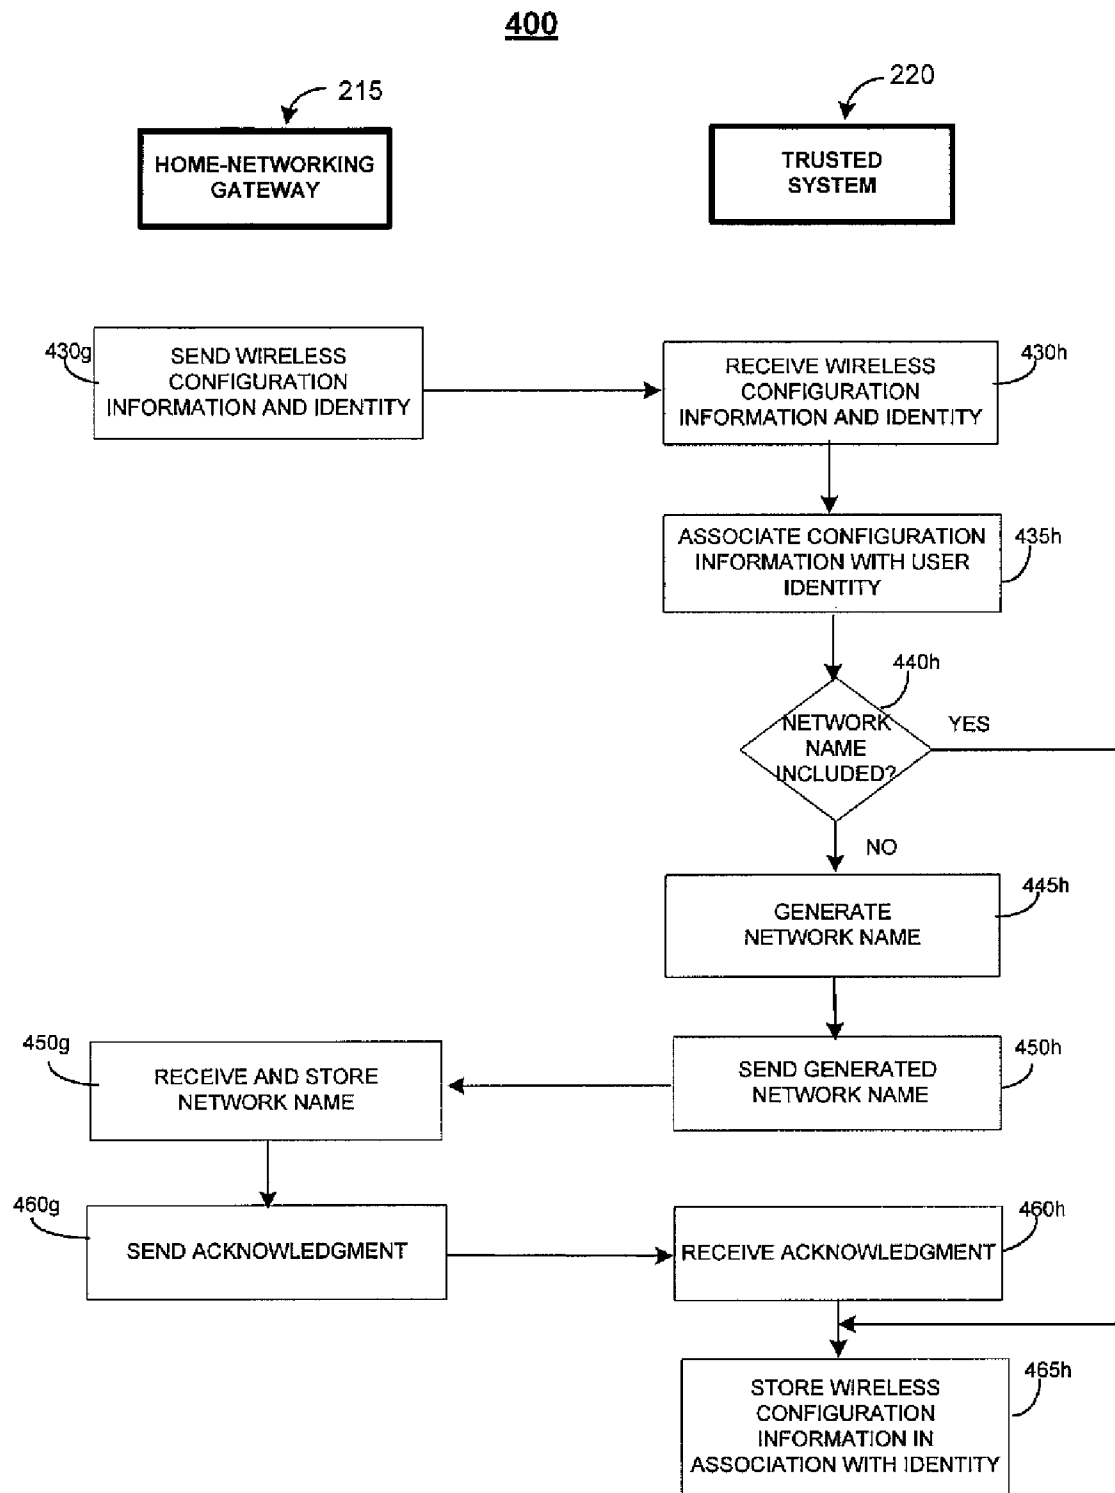 400
215
220
HOME-NETWORKING
GATEWAY
TRUSTED
SYSTEM
430g
SEND WIRELESS
CONFIGURATION
INFORMATION AND IDENTITY
430h
RECEIVE WIRELESS
CONFIGURATION
INFORMATION AND IDENTITY
435h
ASSOCIATE CONFIGURATION
INFORMATION WITH USER
IDENTITY
440h
NETWORK
NAME
INCLUDED?
YES
NO
445h
GENERATE
NETWORK NAME
450g
RECEIVE AND STORE
NETWORK NAME
450h
SEND GENERATED
NETWORK NAME
460g
SEND ACKNOWLEDGMENT
460h
RECEIVE ACKNOWLEDGMENT
465h
STORE WIRELESS
CONFIGURATION
INFORMATION IN
ASSOCIATION WITH IDENTITY